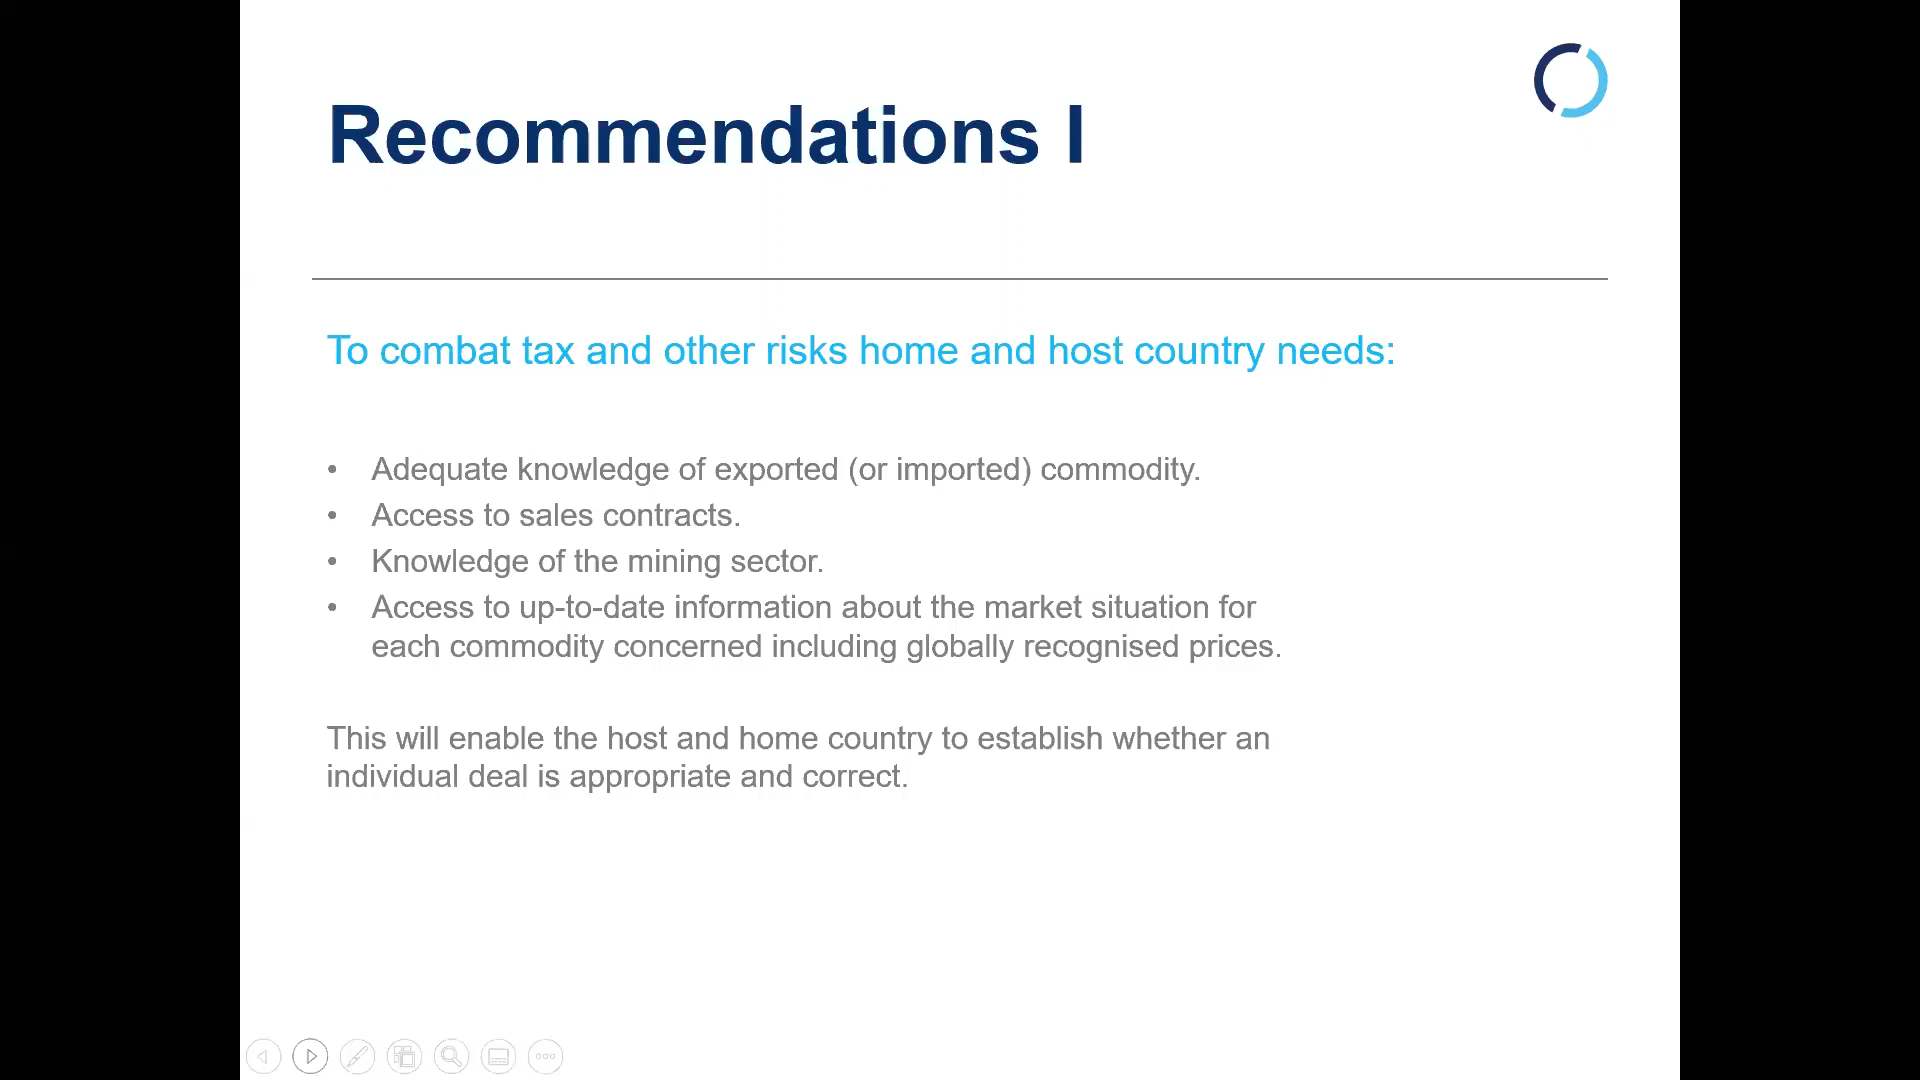 Recommendations I
To combat tax and other risks home and host country needs:
• Adequate knowledge of exported (or imported) commodity.
• Access to sales contracts.
• Knowledge of the mining sector.
• Access to up-to-date information about the market situation for
each commodity concerned including globally recognised prices.
This will enable the host and home country to establish whether an
individual deal is appropriate and correct.